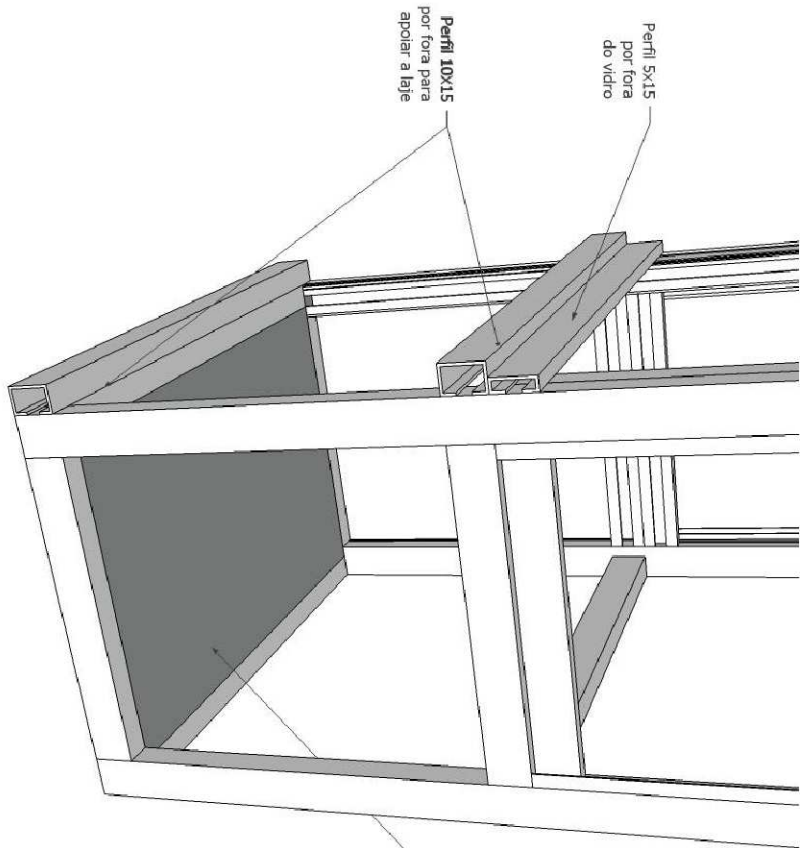 Perfil 5x15
por fora
do vidro
Perfil 10X15
por fora para
apoiar a laje